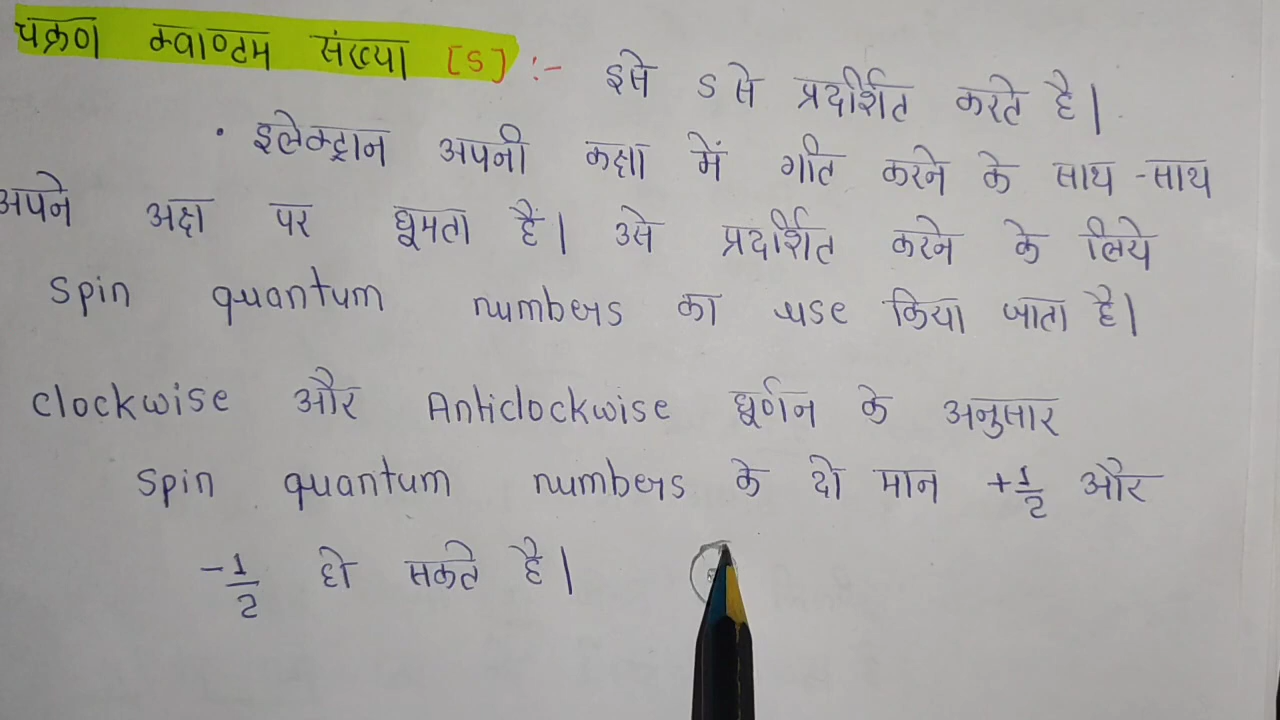 चक्रण क्वाण्टम संख्या [S] :- इसे S से प्रदर्शित करते है।
• इलेक्ट्रान अपनी कक्षा में गति करने के साथ-साथ
अपने अक्ष पर घूमता हैं। उसे प्रदर्शित करने के लिये
spin quantum numbers का use किया जाता है।
clockwise और Anticlockwise घूर्णन के अनुसार
spin quantum numbers के दो मान +1/2 और
-1/2 हो सकते है।